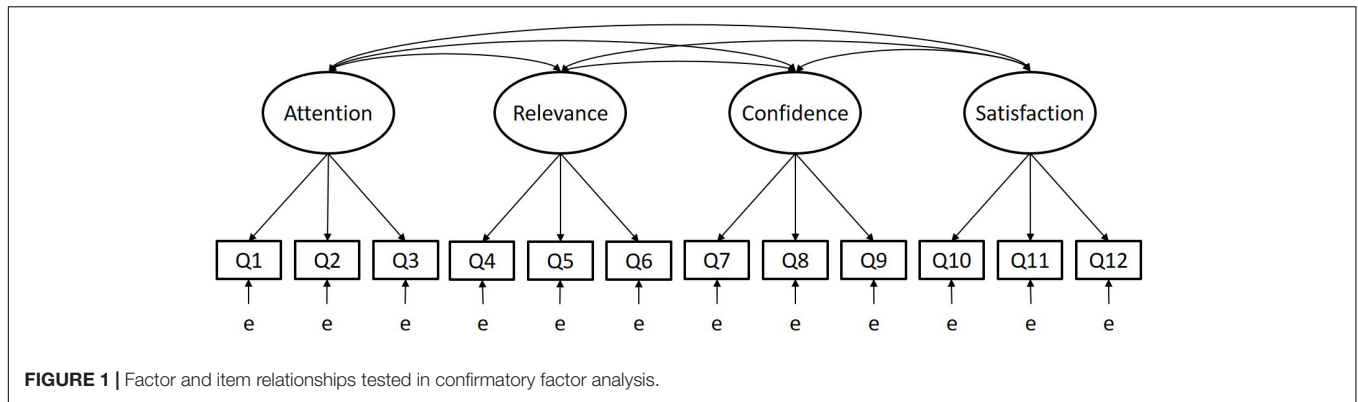 Attention Relevance Confidence Satisfaction
Q1 Q2 Q3 Q4 Q5 Q6 Q7 Q8 Q9 Q10 Q11 Q12
e e e e e e e e e e e e
FIGURE 1 | Factor and item relationships tested in confirmatory factor analysis.